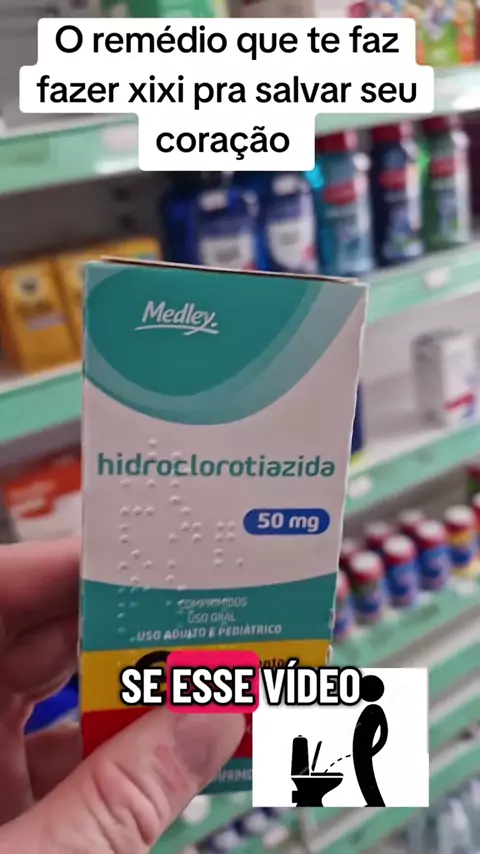 O remédio que te faz
fazer xixi pra salvar seu
coração
Medley.
hidroclorotiazida
50 mg
COMPRIMIDOS
USO ORAL
USO ADULTO E PEDIÁTRICO
SE ESSE VÍDEO